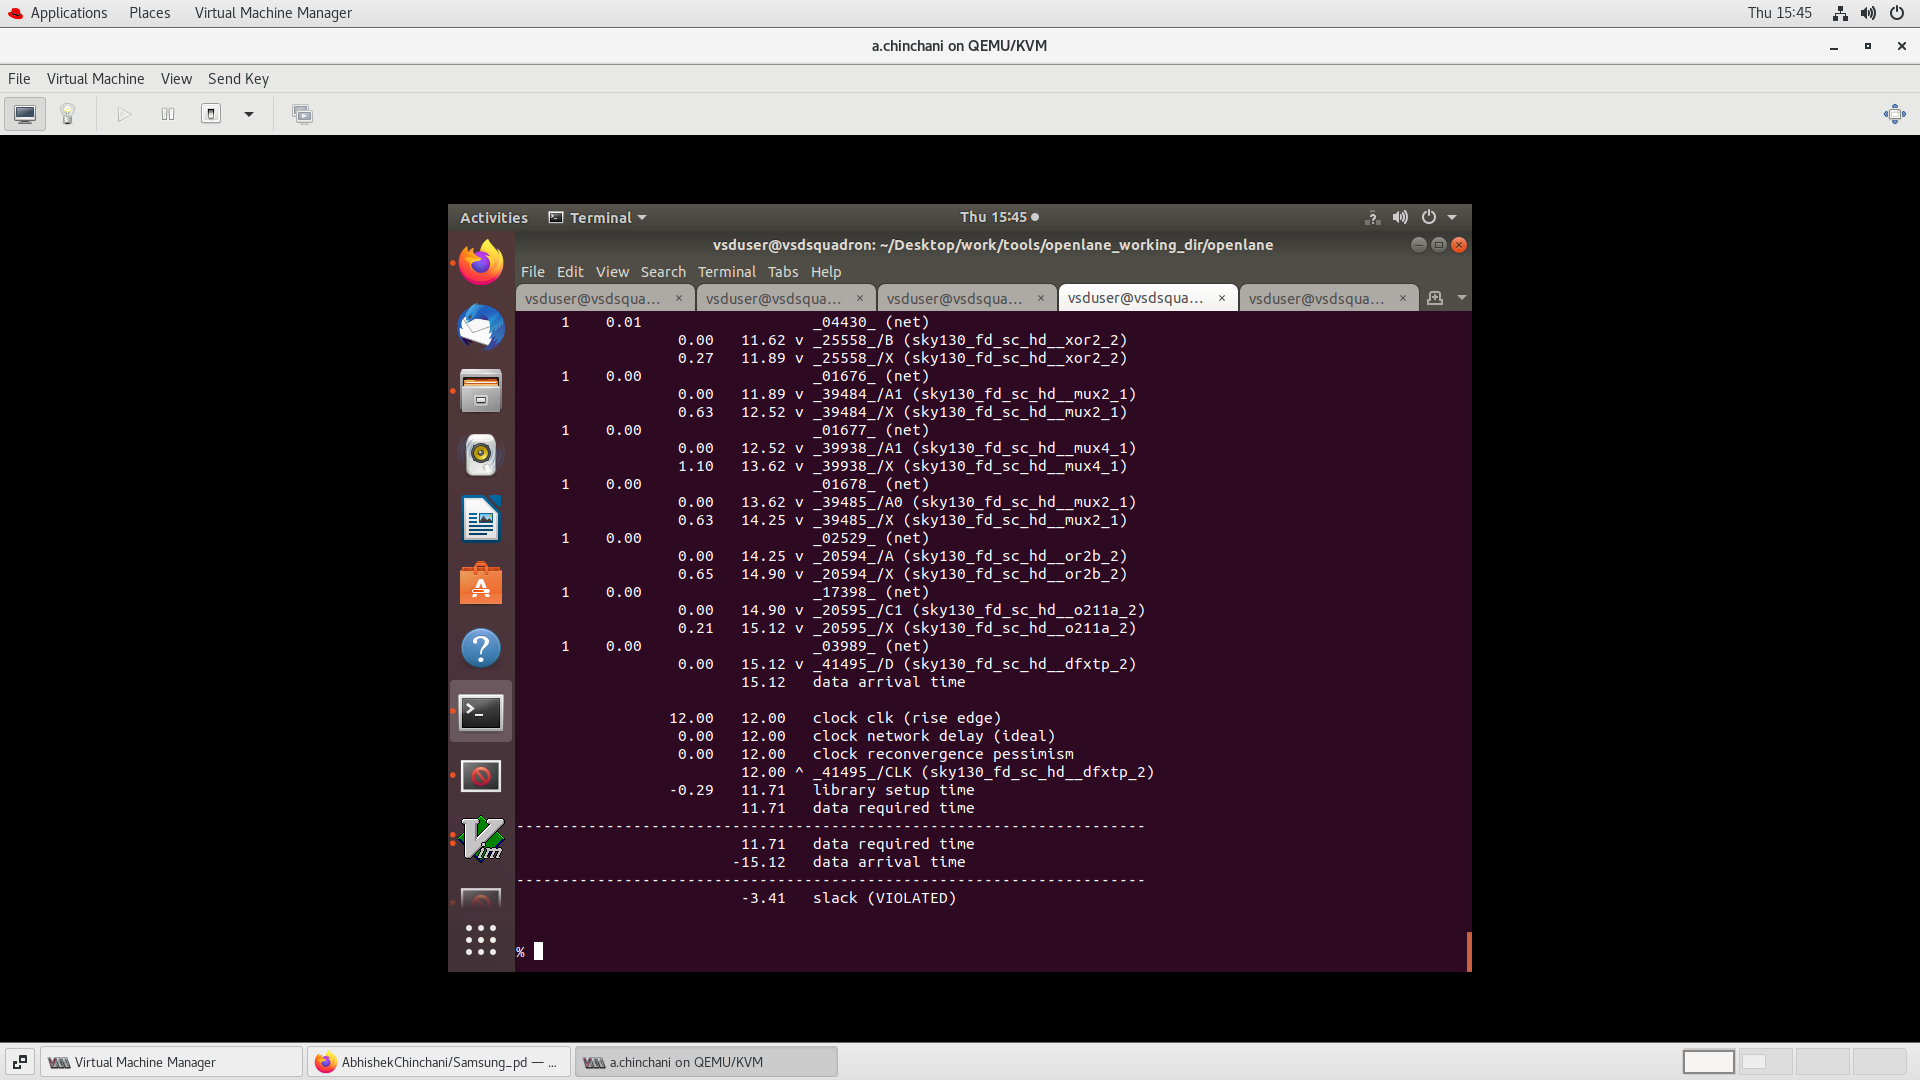 Applications Places Virtual Machine Manager Thu 15:45
a.chinchani on QEMU/KVM
File Virtual Machine View Send Key
Activities Terminal Thu 15:45
vsduser@vsdsquadron: ~/Desktop/work/tools/openlane_working_dir/openlane
File Edit View Search Terminal Tabs Help
vsduser@vsdsqua... × vsduser@vsdsqua... × vsduser@vsdsqua... × vsduser@vsdsqua... × vsduser@vsdsqua... ×
1 0.01 _04430_ (net)
0.00 11.62 v _25558_/B (sky130_fd_sc_hd__xor2_2)
0.27 11.89 v _25558_/X (sky130_fd_sc_hd__xor2_2)
1 0.00 _01676_ (net)
0.00 11.89 v _39484_/A1 (sky130_fd_sc_hd__mux2_1)
0.63 12.52 v _39484_/X (sky130_fd_sc_hd__mux2_1)
1 0.00 _01677_ (net)
0.00 12.52 v _39938_/A1 (sky130_fd_sc_hd__mux4_1)
1.10 13.62 v _39938_/X (sky130_fd_sc_hd__mux4_1)
1 0.00 _01678_ (net)
0.00 13.62 v _39485_/A0 (sky130_fd_sc_hd__mux2_1)
0.63 14.25 v _39485_/X (sky130_fd_sc_hd__mux2_1)
1 0.00 _02529_ (net)
0.00 14.25 v _20594_/A (sky130_fd_sc_hd__or2b_2)
0.65 14.90 v _20594_/X (sky130_fd_sc_hd__or2b_2)
1 0.00 _17398_ (net)
0.00 14.90 v _20595_/C1 (sky130_fd_sc_hd__o211a_2)
0.21 15.12 v _20595_/X (sky130_fd_sc_hd__o211a_2)
1 0.00 _03989_ (net)
0.00 15.12 v _41495_/D (sky130_fd_sc_hd__dfxtp_2)
15.12 data arrival time
12.00 12.00 clock clk (rise edge)
0.00 12.00 clock network delay (ideal)
0.00 12.00 clock reconvergence pessimism
12.00 ^ _41495_/CLK (sky130_fd_sc_hd__dfxtp_2)
-0.29 11.71 library setup time
11.71 data required time
----------------------------------------------------------------------
11.71 data required time
-15.12 data arrival time
----------------------------------------------------------------------
-3.41 slack (VIOLATED)
%
Virtual Machine Manager AbhishekChinchani/Samsung_pd — ... a.chinchani on QEMU/KVM